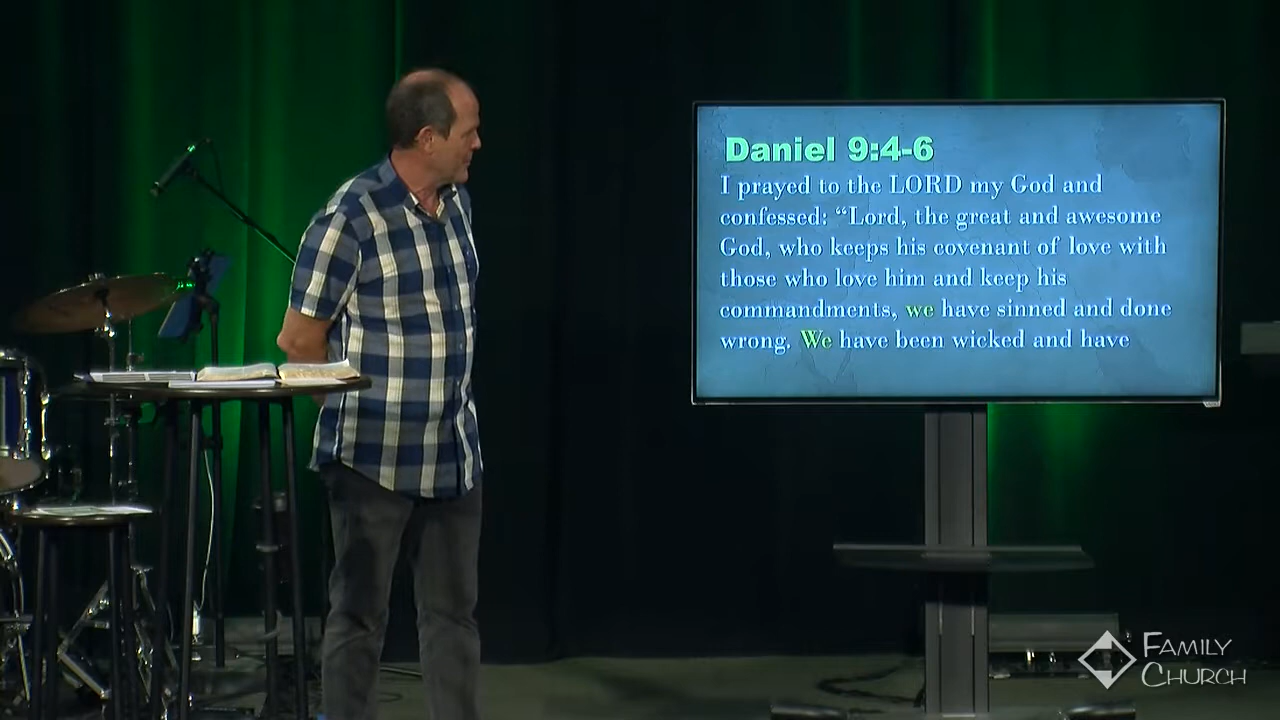 Daniel 9:4-6
I prayed to the LORD my God and
confessed: “Lord, the great and awesome
God, who keeps his covenant of love with
those who love him and keep his
commandments, we have sinned and done
wrong. We have been wicked and have
FAMILY
CHURCH